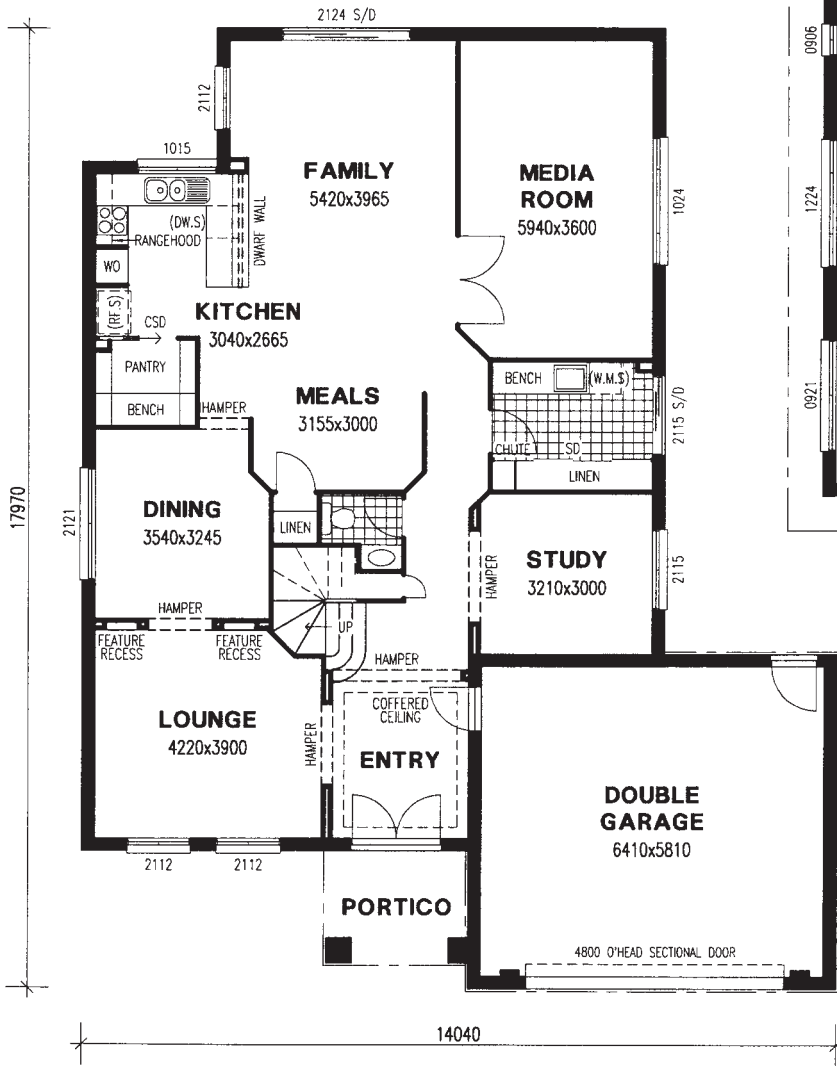 2124 S/D
0906
2112
1015
FAMILY
5420x3965
MEDIA
ROOM
5940x3600
1024
1224
(DW.S)
RANGEHOOD
DWARF WALL
WO
(RF.S)
CSD
KITCHEN
3040x2665
PANTRY
BENCH
HAMPER
MEALS
3155x3000
BENCH
(W.M.S)
CHUTE
SD
LINEN
2115 S/D
0921
17970
2121
DINING
3540x3245
LINEN
HAMPER
STUDY
3210x3000
2115
HAMPER
FEATURE
RECESS
FEATURE
RECESS
UP
HAMPER
LOUNGE
4220x3900
HAMPER
COFFERED
CEILING
ENTRY
DOUBLE
GARAGE
6410x5810
2112
2112
PORTICO
4800 O'HEAD SECTIONAL DOOR
14040